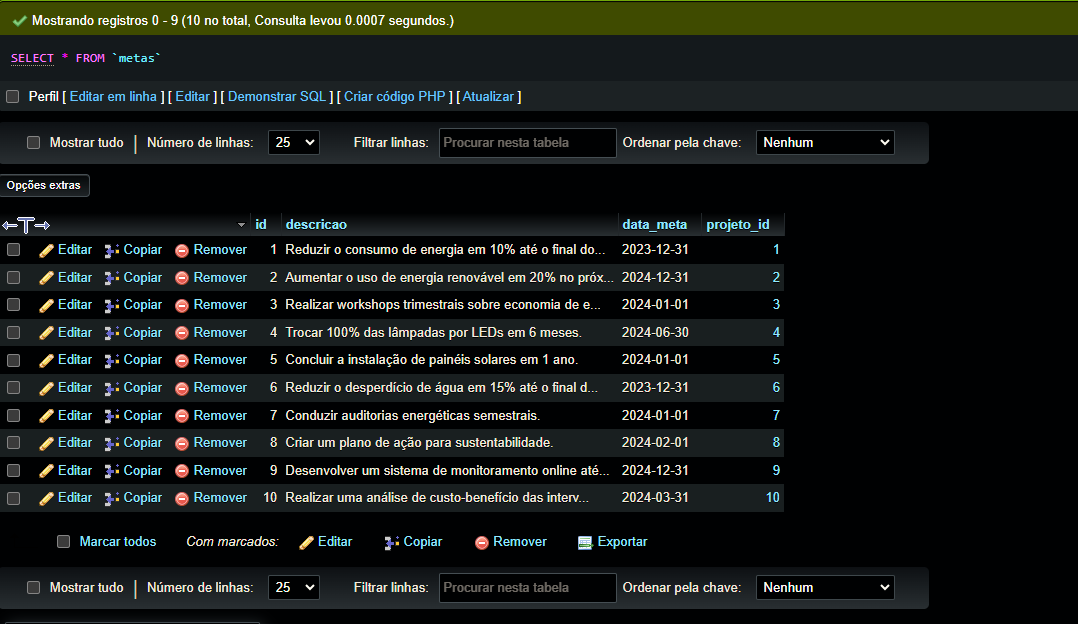 Mostrando registros 0 - 9 (10 no total, Consulta levou 0.0007 segundos.)
SELECT * FROM `metas`
Perfil [ Editar em linha ] [ Editar ] [ Demonstrar SQL ] [ Criar código PHP ] [ Atualizar ]
Mostrar tudo | Número de linhas: 25 Filtrar linhas: Procurar nesta tabela Ordenar pela chave: Nenhum
Opções extras
←T→ id descricao data_meta projeto_id
Editar Copiar Remover 1 Reduzir o consumo de energia em 10% até o final do... 2023-12-31 1
Editar Copiar Remover 2 Aumentar o uso de energia renovável em 20% no próx... 2024-12-31 2
Editar Copiar Remover 3 Realizar workshops trimestrais sobre economia de e... 2024-01-01 3
Editar Copiar Remover 4 Trocar 100% das lâmpadas por LEDs em 6 meses. 2024-06-30 4
Editar Copiar Remover 5 Concluir a instalação de painéis solares em 1 ano. 2024-01-01 5
Editar Copiar Remover 6 Reduzir o desperdício de água em 15% até o final d... 2023-12-31 6
Editar Copiar Remover 7 Conduzir auditorias energéticas semestrais. 2024-01-01 7
Editar Copiar Remover 8 Criar um plano de ação para sustentabilidade. 2024-02-01 8
Editar Copiar Remover 9 Desenvolver um sistema de monitoramento online até... 2024-12-31 9
Editar Copiar Remover 10 Realizar uma análise de custo-benefício das interv... 2024-03-31 10
Marcar todos Com marcados: Editar Copiar Remover Exportar
Mostrar tudo | Número de linhas: 25 Filtrar linhas: Procurar nesta tabela Ordenar pela chave: Nenhum